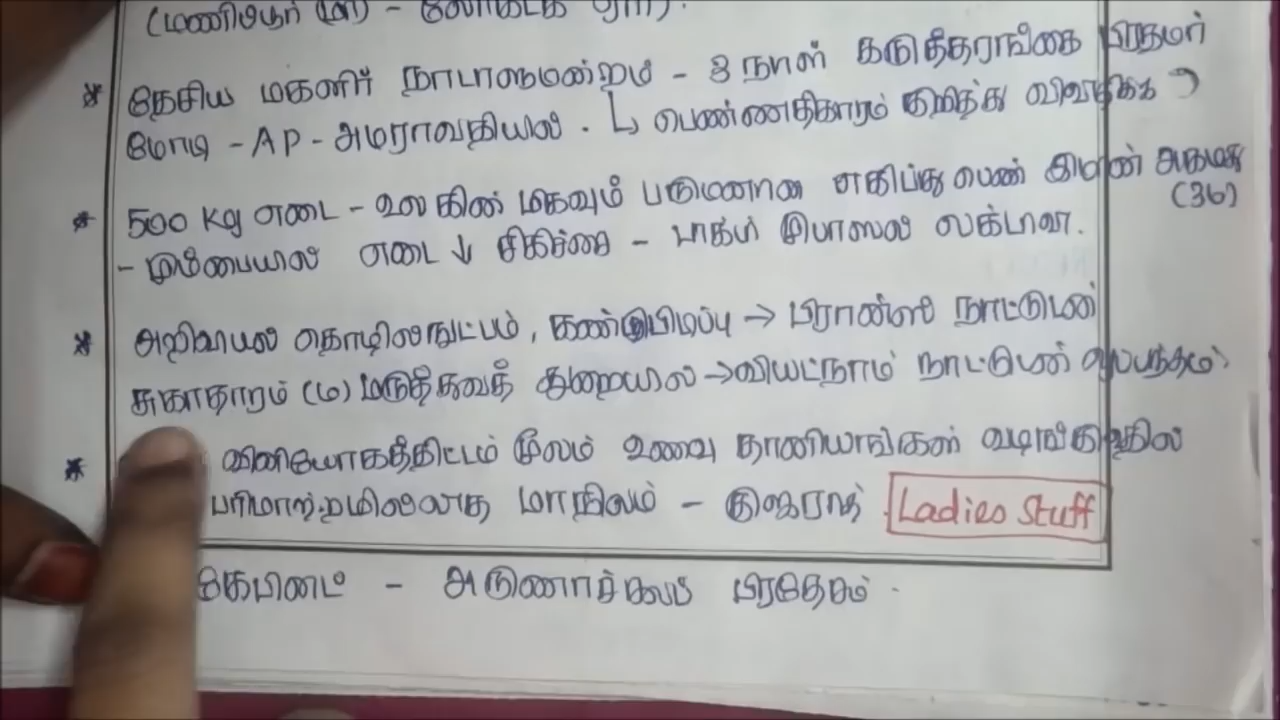 (மணிப்பூர் (மா) - லோக்டக் ஏரி).
* தேசிய மகளிர் நாடாளுமன்றம் - 3 நாள் கருத்தரங்கை பிரதமர்
மோடி - AP - அமராவதியில். ↳ பெண்ணதிகாரம் குறித்து விவாதிக்க
* 500 Kg எடை - உலகின் மிகவும் பருமனான எகிப்து பெண் இமான் அகமது
(36)
- மும்பையில் எடை ↓ சிகிச்சை - டாக்டர்
* அறிவியல் தொழில்நுட்பம், கண்டுபிடிப்பு → பிரான்ஸ் நாட்டுடன்
சுகாதாரம் (ம) மருத்துவத் துறையில் → வியட்நாம் நாட்டுடன் ஒப்பந்தம்
* வினியோகத்திட்டம் மூலம் உணவு தானியங்கள் வழங்குவதில்
பரிமாற்றமில்லாத மாநிலம் - குஜராத் Ladies Stuff
கேபினட் - அருணாச்சலப் பிரதேசம்.